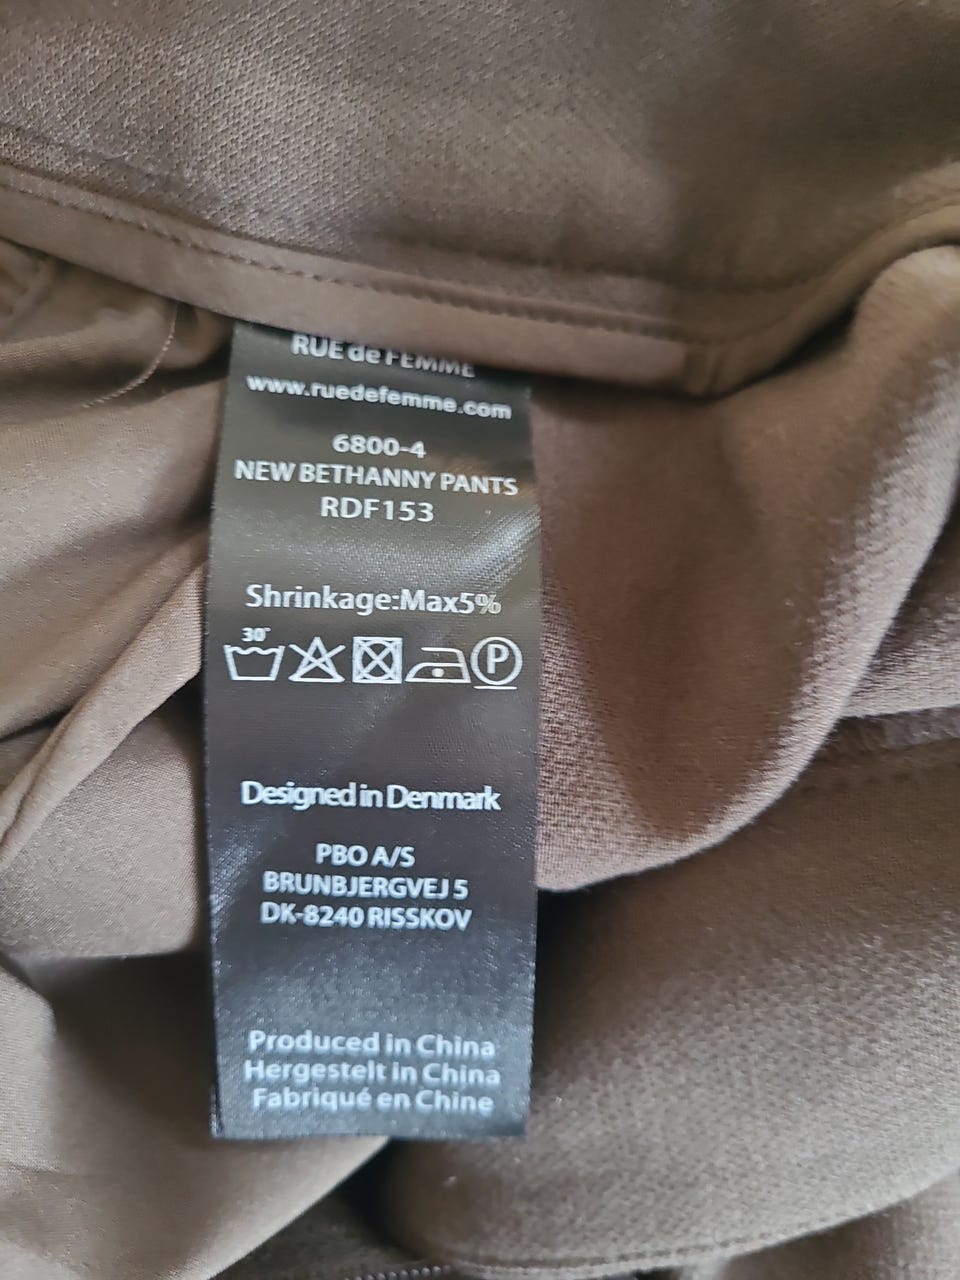 RUE de FEMME
www.ruedefemme.com
6800-4
NEW BETHANNY PANTS
RDF153
Shrinkage:Max5%
30°
P
Designed in Denmark
PBO A/S
BRUNBJERGVEJ 5
DK-8240 RISSKOV
Produced in China
Hergestelt in China
Fabriqué en Chine